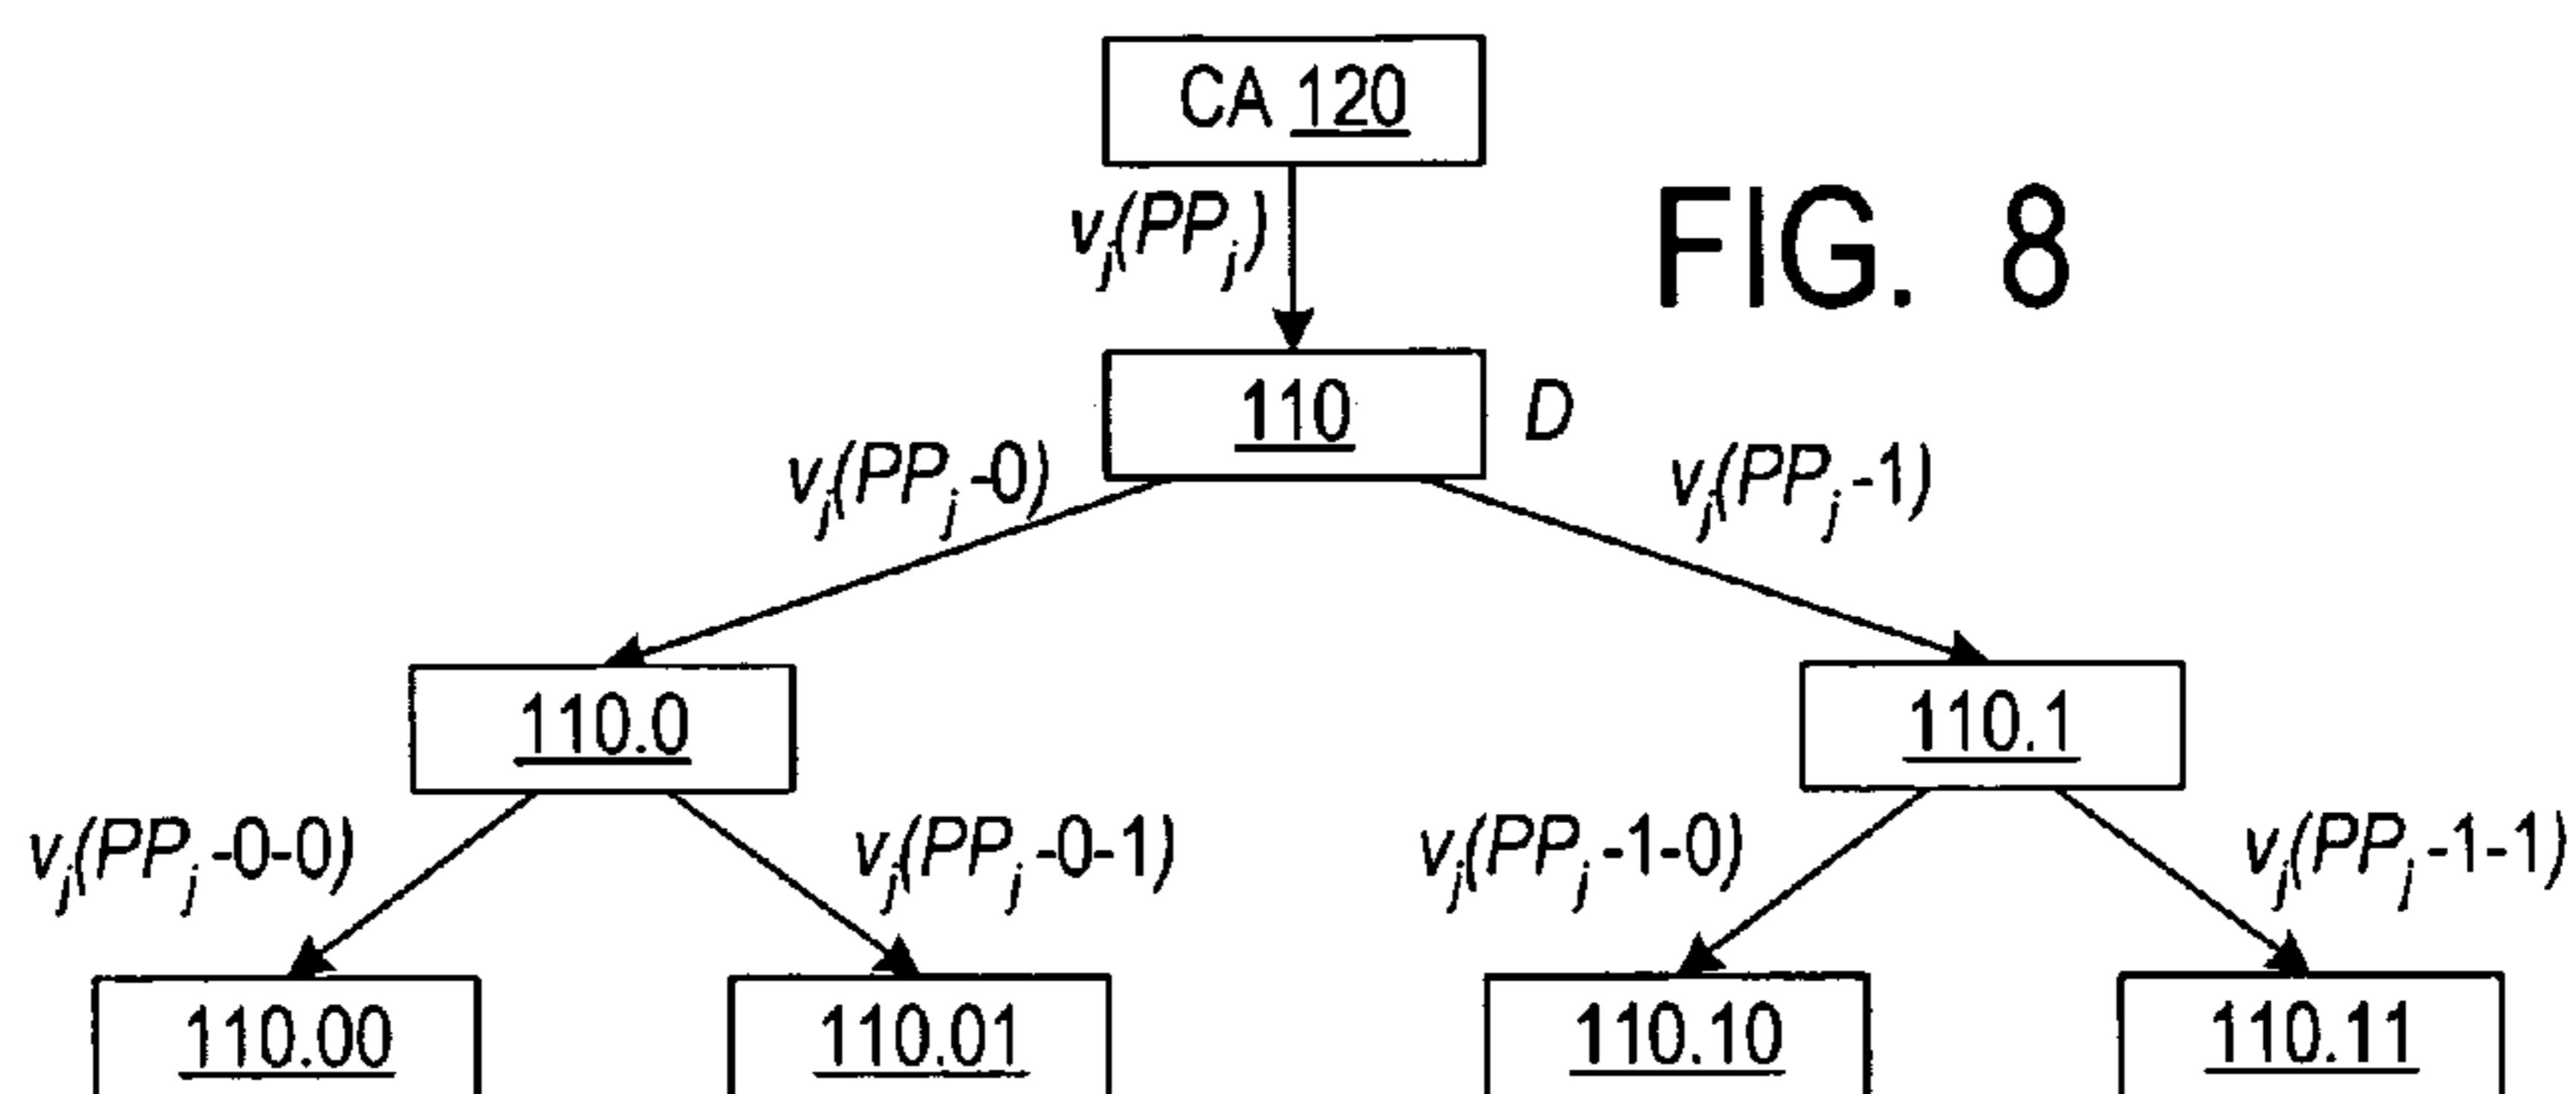 CA 120
v_j(PP_j)
FIG. 8
110 D
v_j(PP_j-0) v_j(PP_j-1)
110.0 110.1
v_j(PP_j-0-0) v_j(PP_j-0-1) v_j(PP_j-1-0) v_j(PP_j-1-1)
110.00 110.01 110.10 110.11